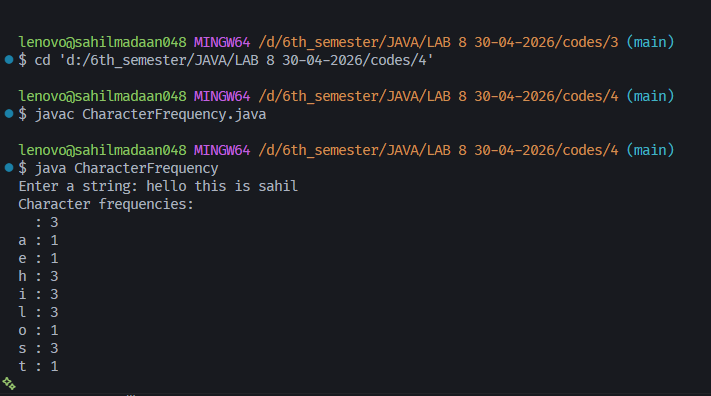 lenovo@sahilmadaan048 MINGW64 /d/6th_semester/JAVA/LAB 8 30-04-2026/codes/3 (main)
$ cd 'd:/6th_semester/JAVA/LAB 8 30-04-2026/codes/4'
lenovo@sahilmadaan048 MINGW64 /d/6th_semester/JAVA/LAB 8 30-04-2026/codes/4 (main)
$ javac CharacterFrequency.java
lenovo@sahilmadaan048 MINGW64 /d/6th_semester/JAVA/LAB 8 30-04-2026/codes/4 (main)
$ java CharacterFrequency
Enter a string: hello this is sahil
Character frequencies:
  : 3
a : 1
e : 1
h : 3
i : 3
l : 3
o : 1
s : 3
t : 1